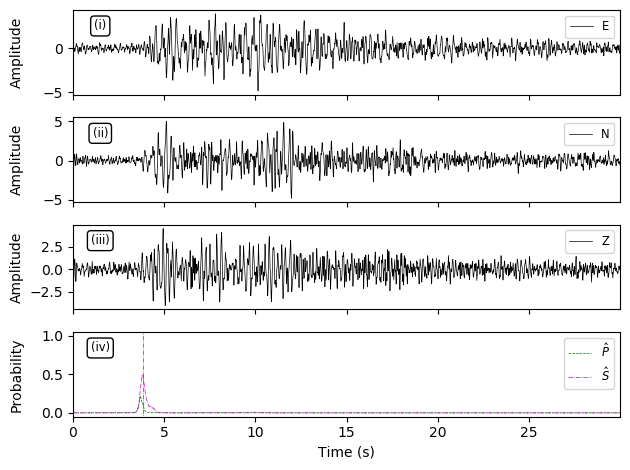 (i)
E
Amplitude
0
−5
(ii)
N
Amplitude
5
0
−5
(iii)
Z
Amplitude
2.5
0.0
−2.5
(iv)
P̂
Ŝ
Probability
1.0
0.5
0.0
0 5 10 15 20 25
Time (s)